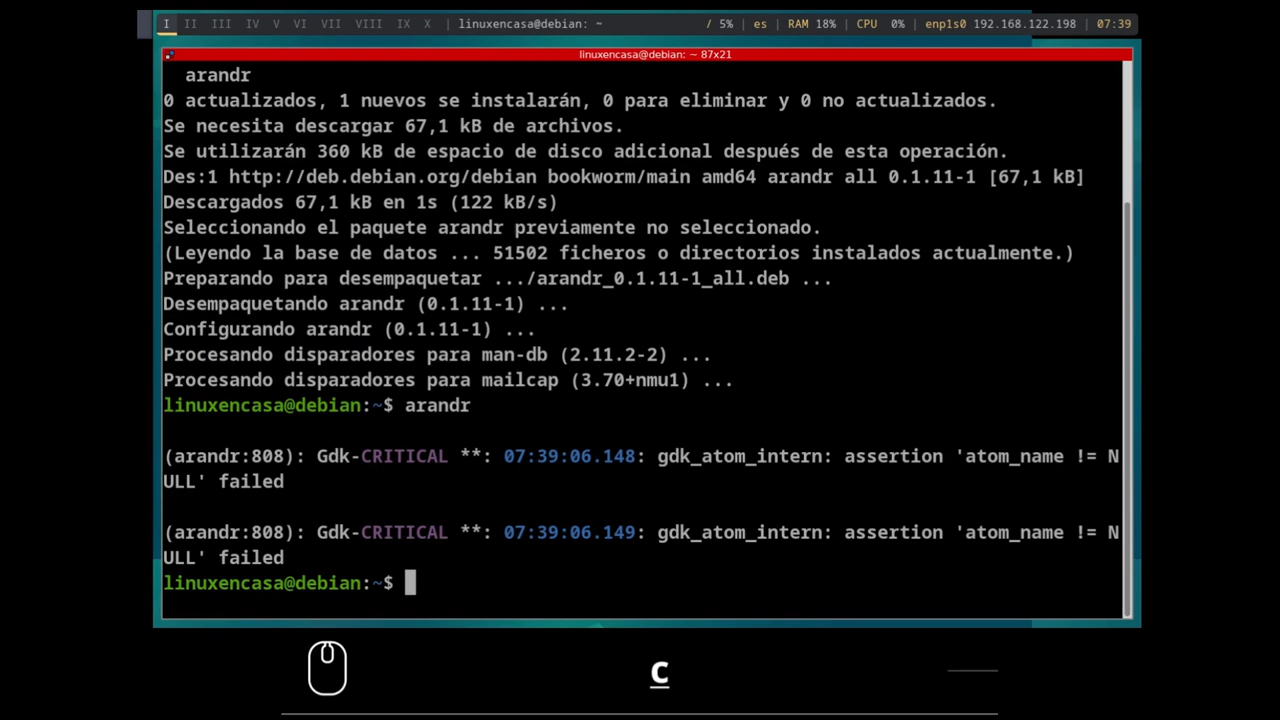 I II III IV V VI VII VIII IX X | linuxencasa@debian: ~ / 5% | es | RAM 18% | CPU 0% | enp1s0 192.168.122.198 | 07:39
linuxencasa@debian: ~ 87x21
arandr
0 actualizados, 1 nuevos se instalarán, 0 para eliminar y 0 no actualizados.
Se necesita descargar 67,1 kB de archivos.
Se utilizarán 360 kB de espacio de disco adicional después de esta operación.
Des:1 http://deb.debian.org/debian bookworm/main amd64 arandr all 0.1.11-1 [67,1 kB]
Descargados 67,1 kB en 1s (122 kB/s)
Seleccionando el paquete arandr previamente no seleccionado.
(Leyendo la base de datos ... 51502 ficheros o directorios instalados actualmente.)
Preparando para desempaquetar .../arandr_0.1.11-1_all.deb ...
Desempaquetando arandr (0.1.11-1) ...
Configurando arandr (0.1.11-1) ...
Procesando disparadores para man-db (2.11.2-2) ...
Procesando disparadores para mailcap (3.70+nmu1) ...
linuxencasa@debian:~$ arandr
(arandr:808): Gdk-CRITICAL **: 07:39:06.148: gdk_atom_intern: assertion 'atom_name != N
ULL' failed
(arandr:808): Gdk-CRITICAL **: 07:39:06.149: gdk_atom_intern: assertion 'atom_name != N
ULL' failed
linuxencasa@debian:~$
c